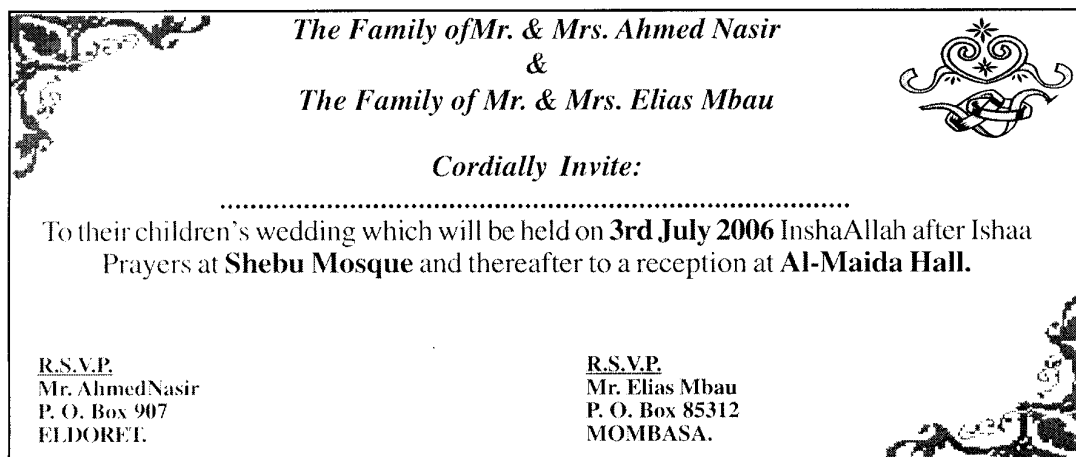 The Family ofMr. & Mrs. Ahmed Nasir
&
The Family of Mr. & Mrs. Elias Mbau
Cordially Invite:
..........................................................................................
To their children's wedding which will be held on 3rd July 2006 InshaAllah after Ishaa
Prayers at Shebu Mosque and thereafter to a reception at Al-Maida Hall.
R.S.V.P.
Mr. AhmedNasir
P. O. Box 907
ELDORET.
R.S.V.P.
Mr. Elias Mbau
P. O. Box 85312
MOMBASA.